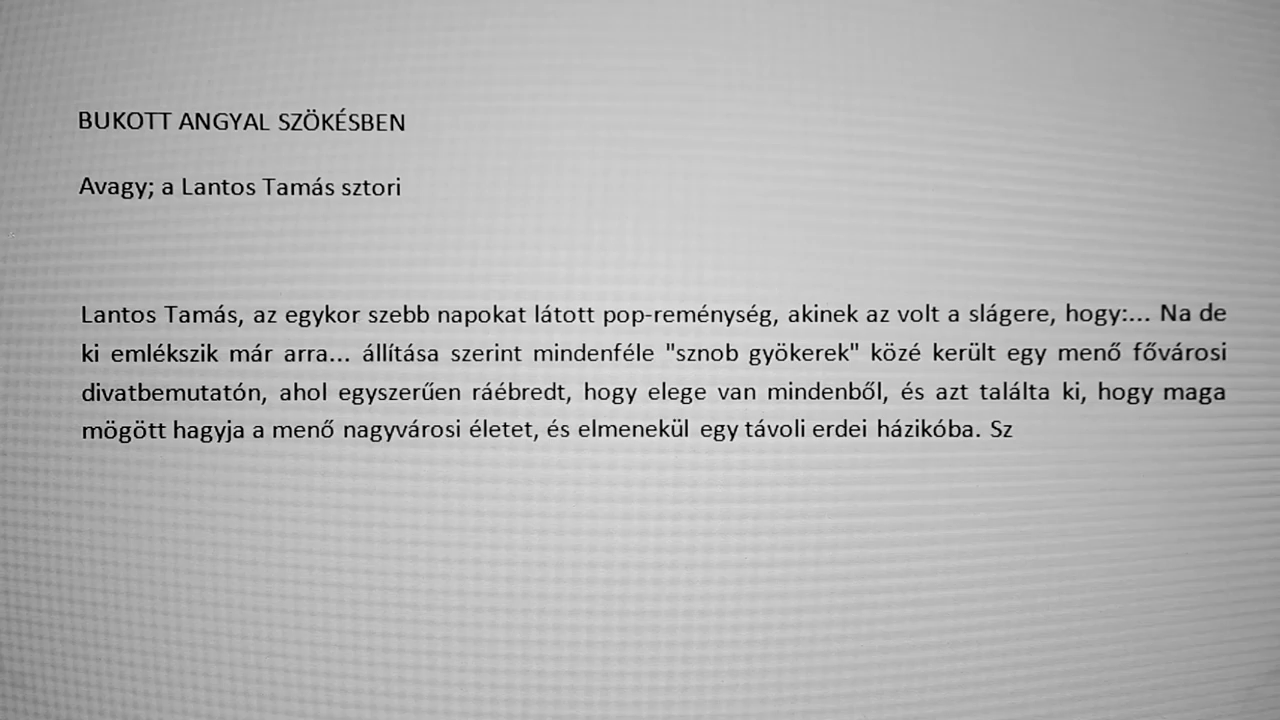 BUKOTT ANGYAL SZÖKÉSBEN
Avagy; a Lantos Tamás sztori
Lantos Tamás, az egykor szebb napokat látott pop-reménység, akinek az volt a slágere, hogy:... Na de
ki emlékszik már arra... állítása szerint mindenféle "sznob gyökerek" közé került egy menő fővárosi
divatbemutatón, ahol egyszerűen ráébredt, hogy elege van mindenből, és azt találta ki, hogy maga
mögött hagyja a menő nagyvárosi életet, és elmenekül egy távoli erdei házikóba. Sz